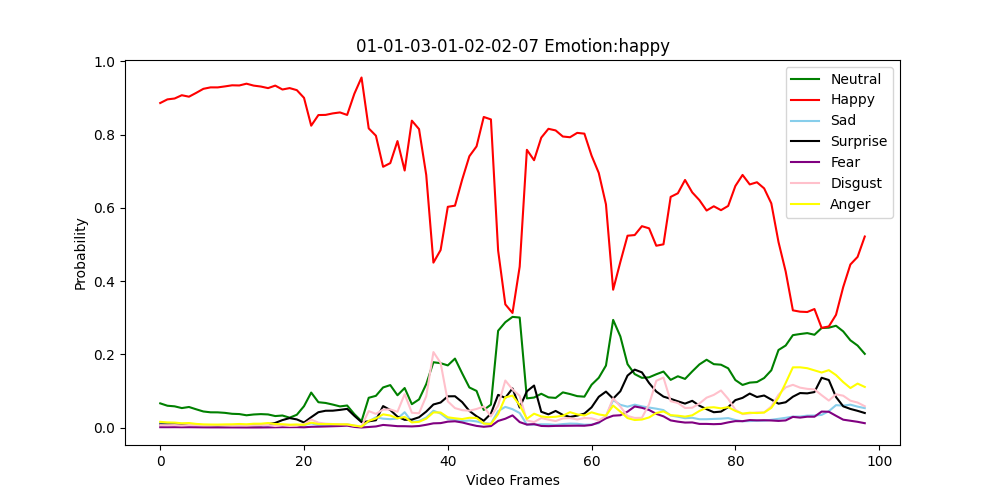 01-01-03-01-02-02-07 Emotion:happy
1.0
0.8
0.6
0.4
0.2
0.0
Probability
0
20
40
60
80
100
Video Frames
Neutral
Happy
Sad
Surprise
Fear
Disgust
Anger